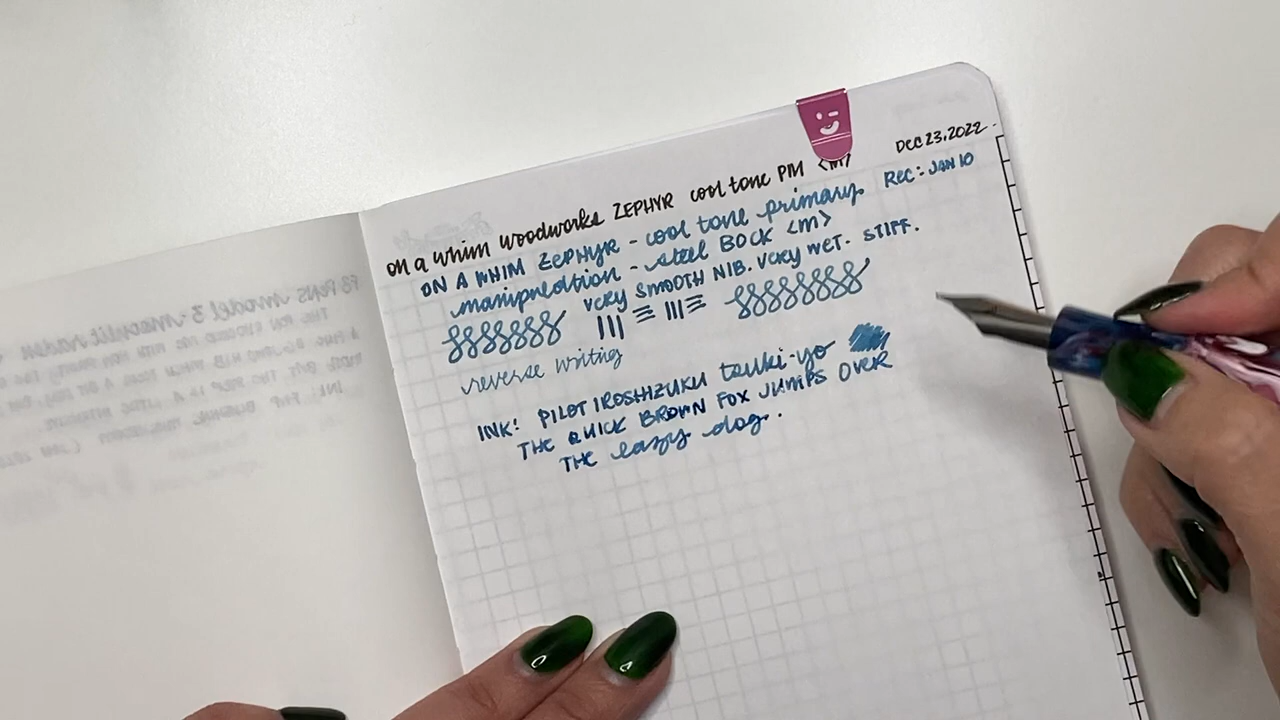 DEC 23.2022
on a whim woodworks ZEPHYR cool tone PM <M>
Rec: JAN 10
ON A WHIM ZEPHYR - cool tone primary
manipredtion - steel BOCK <M>
VERY SMOOTH NIB. VERY WET. STIFF.
reverse writing
INK: PILOT IROSHIZUKU tsuki-yo
THE QUICK BROWN FOX JUMPS OVER
THE lazy dog.